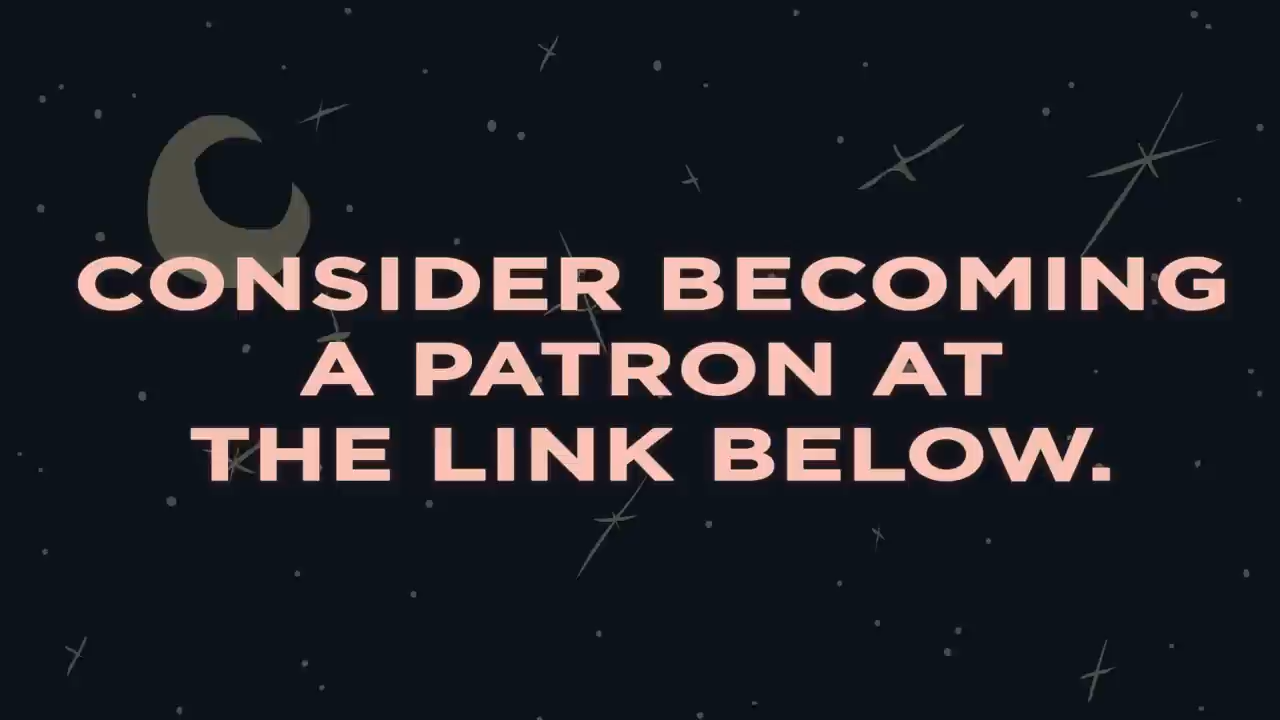 CONSIDER BECOMING
A PATRON AT
THE LINK BELOW.